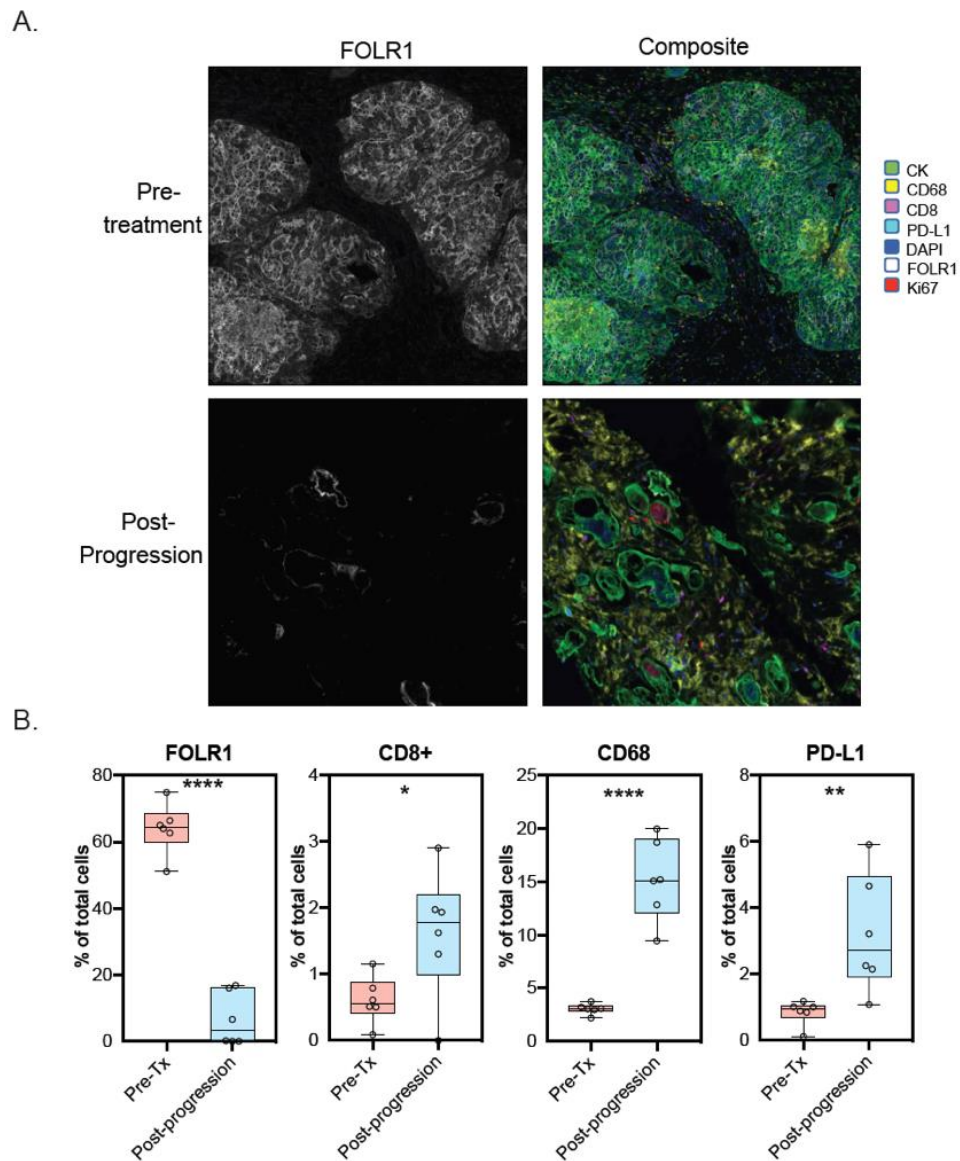 A.
FOLR1
Composite
Pre-
treatment
CK
CD68
CD8
PD-L1
DAPI
FOLR1
Ki67
Post-
Progression
B.
FOLR1
% of total cells
80
60
40
20
0
****
Pre-Tx
Post-progression
CD8+
% of total cells
4
3
2
1
0
*
Pre-Tx
Post-progression
CD68
% of total cells
25
20
15
10
5
0
****
Pre-Tx
Post-progression
PD-L1
% of total cells
8
6
4
2
0
**
Pre-Tx
Post-progression